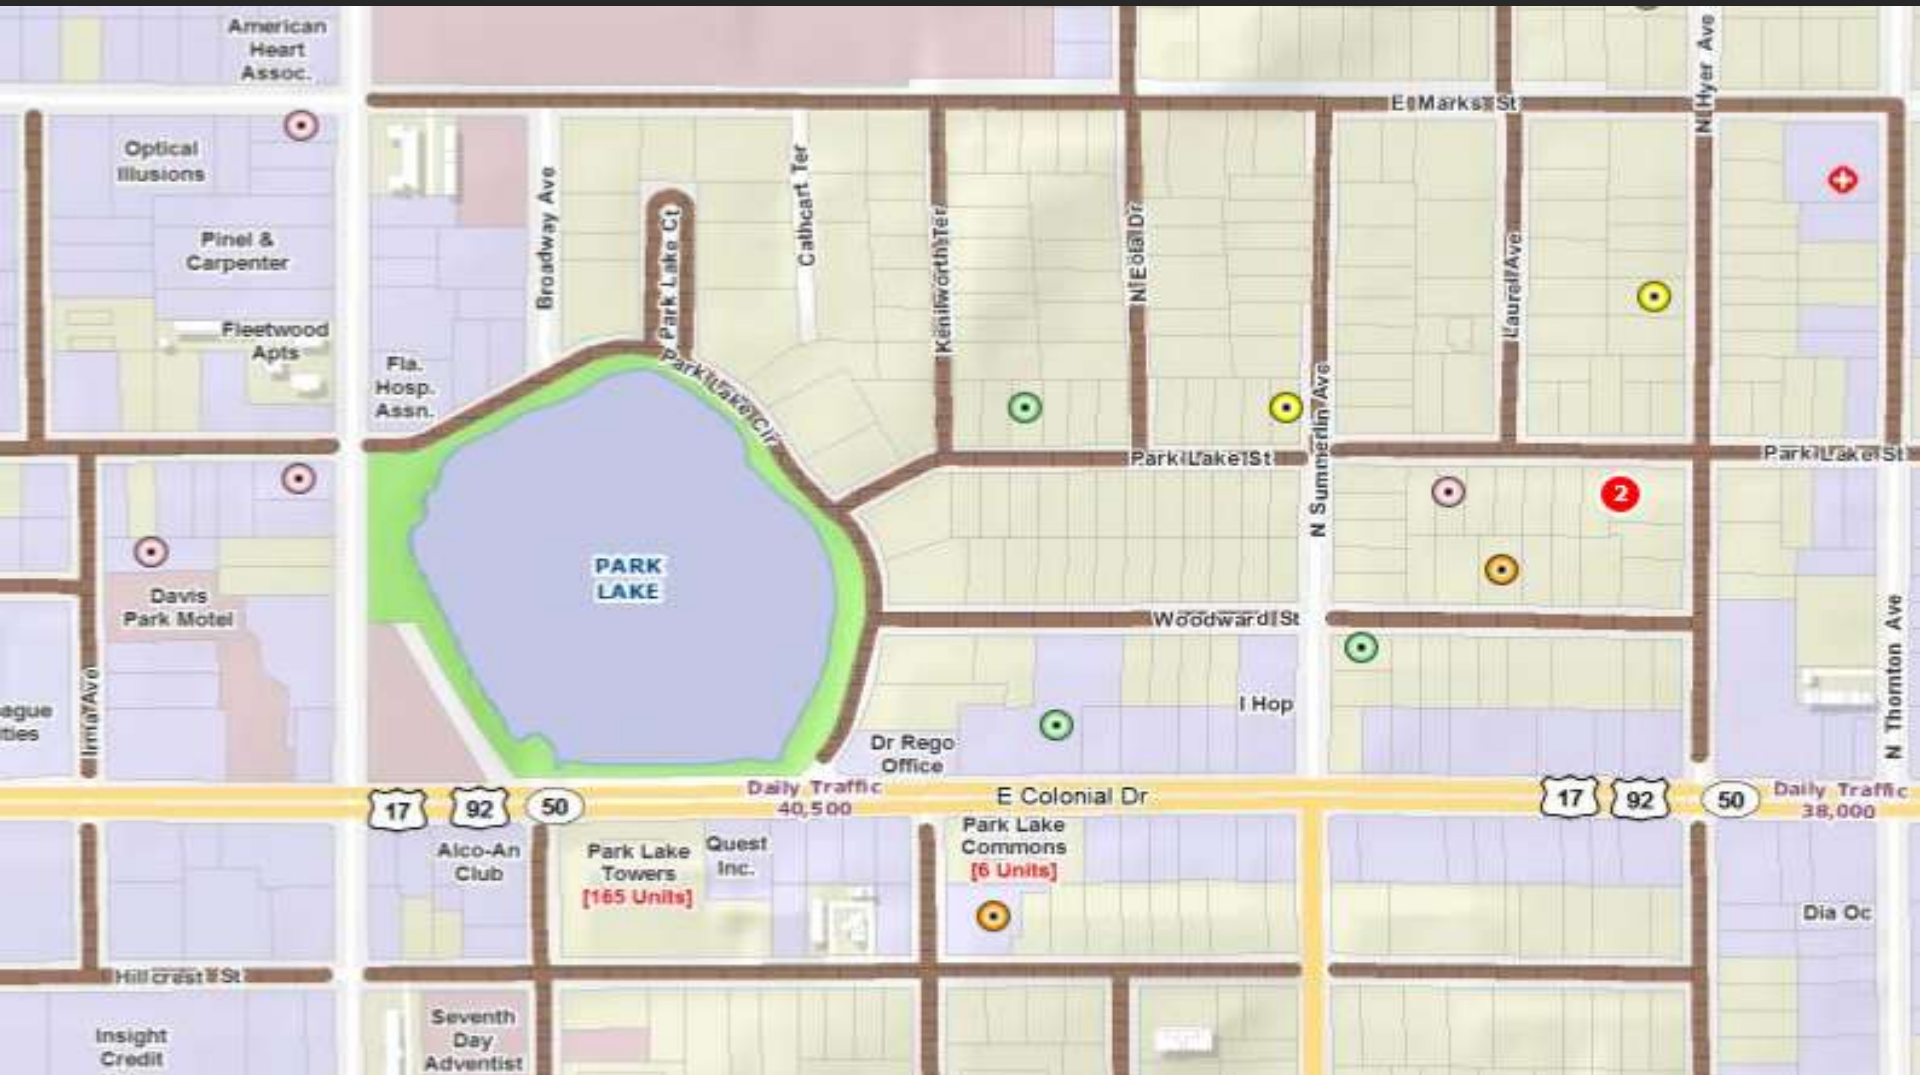 American
Heart
Assoc.
N Hyer Ave
E Marks St
Optical
Illusions
Broadway Ave
Cathcart Ter
Park Lake Ct
Kenilworth Ter
N Eola Dr
Laurel Ave
Pinel &
Carpenter
Fleetwood
Apts
Fla.
Hosp.
Assn.
Park Lake Cir
N Summerlin Ave
Park Lake St
Park Lake St
2
PARK
LAKE
Davis
Park Motel
Woodward St
N Thornton Ave
Irma Ave
ague
ties
I Hop
Dr Rego
Office
Daily Traffic
40,500
17
92
50
E Colonial Dr
17
92
50
Daily Traffic
38,000
Alco-An
Club
Park Lake
Towers
[165 Units]
Quest
Inc.
Park Lake
Commons
[6 Units]
Dia Oc
Hillcrest St
Insight
Credit
Seventh
Day
Adventist